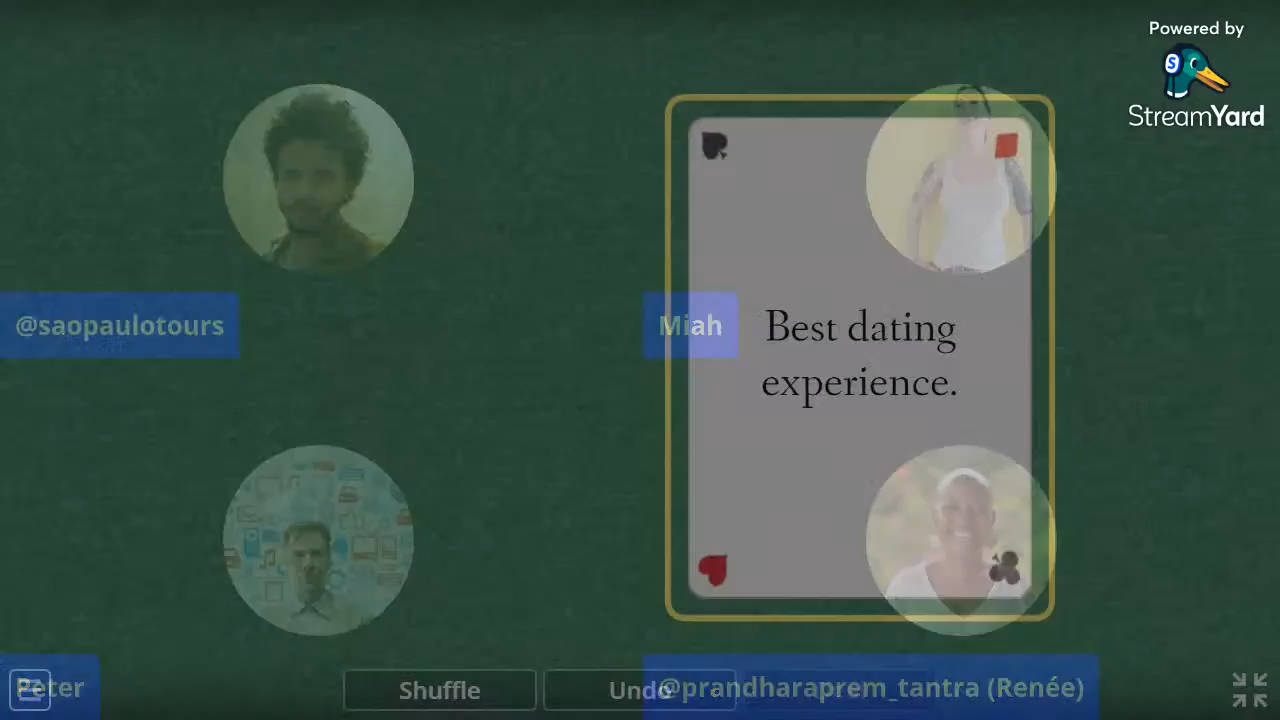 Powered by
StreamYard
@saopaulotours
Miah
Best dating
experience.
Peter
Shuffle
Undo
@prandharaprem_tantra (Renée)